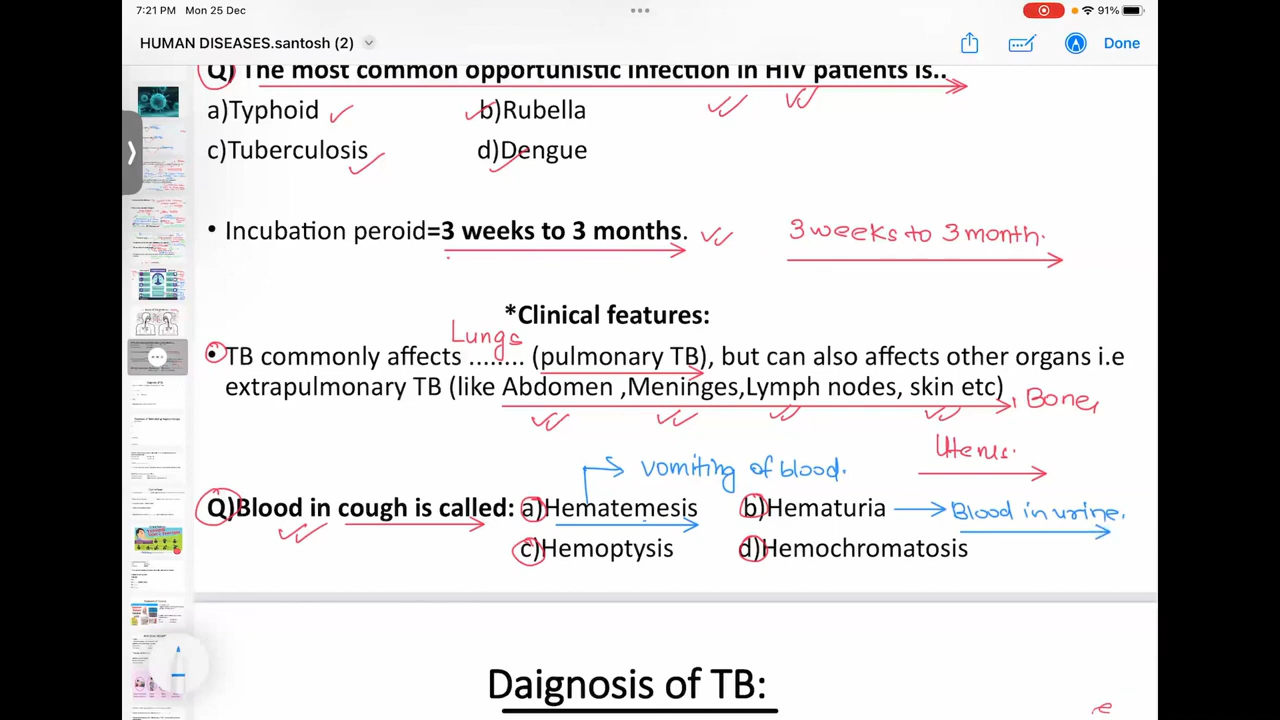 7:21 PM Mon 25 Dec
91%
HUMAN DISEASES.santosh (2)
Done
Q) The most common opportunistic infection in HIV patients is..
a)Typhoid b)Rubella
c)Tuberculosis d)Dengue
• Incubation peroid=3 weeks to 3 months. 3 weeks to 3 month.
*Clinical features:
Lungs
• TB commonly affects ........ (pulmonary TB), but can also affects other organs i.e
extrapulmonary TB (like Abdomen ,Meninges,Lymph nodes, skin etc) Bone,
Uterus.
vomiting of blood.
Q)Blood in cough is called: a)Hematemesis b)Hematuria Blood in urine.
c)Hemoptysis d)Hemochromatosis
Daignosis of TB: